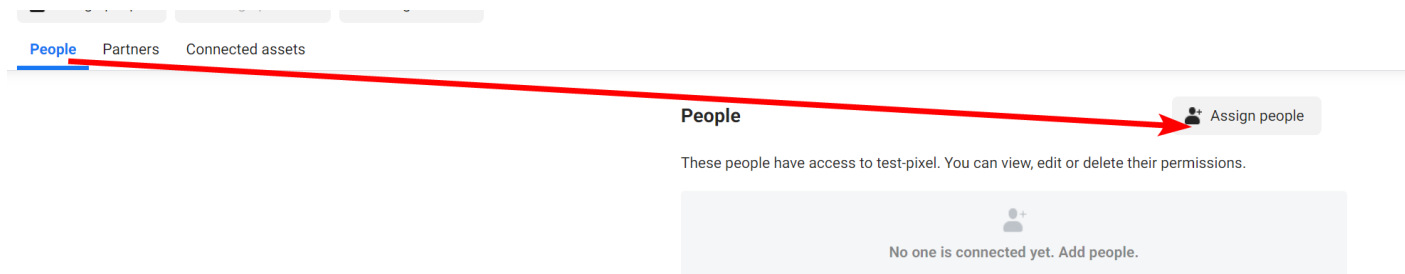 People Partners Connected assets
People
Assign people
These people have access to test-pixel. You can view, edit or delete their permissions.
No one is connected yet. Add people.